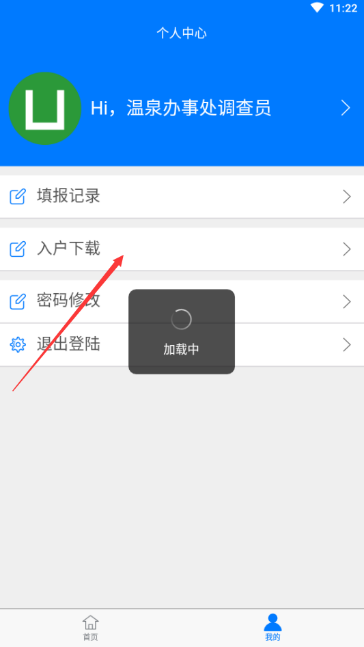 11:22
个人中心
Hi，温泉办事处调查员
填报记录
入户下载
密码修改
加载中
退出登陆
首页
我的